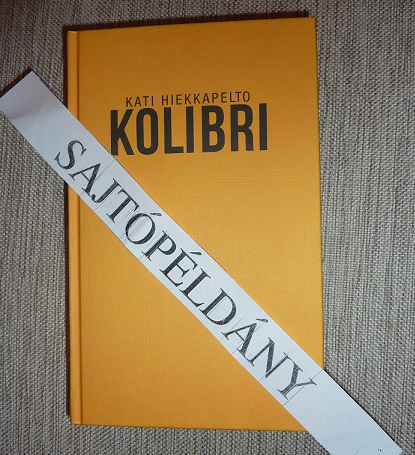 KATI HIEKKAPELTO
KOLIBRI
SAJTÓPÉLDÁNY